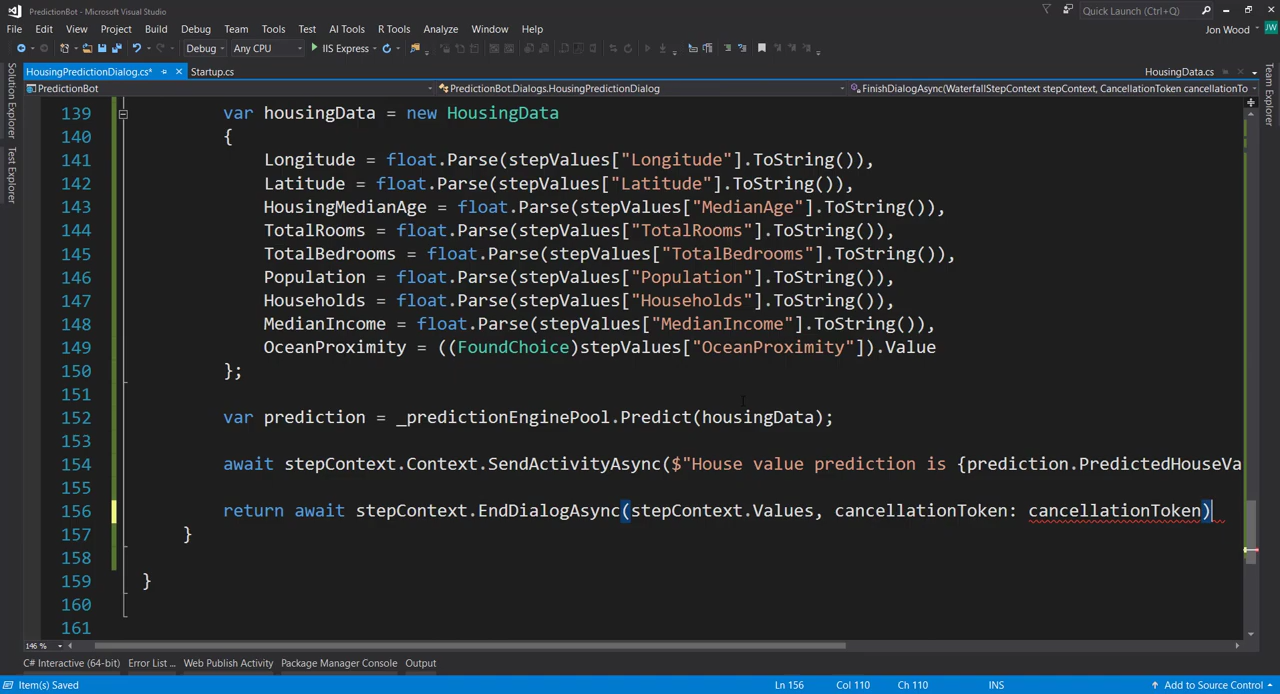 PredictionBot - Microsoft Visual Studio
Quick Launch (Ctrl+Q)
File Edit View Project Build Debug Team Tools Test AI Tools R Tools Analyze Window Help
Jon Wood JW
Debug Any CPU IIS Express
HousingPredictionDialog.cs* Startup.cs HousingData.cs
PredictionBot PredictionBot.Dialogs.HousingPredictionDialog FinishDialogAsync(WaterfallStepContext stepContext, CancellationToken cancellationTo
Solution Explorer
Test Explorer
Team Explorer
139 var housingData = new HousingData
140 {
141 Longitude = float.Parse(stepValues["Longitude"].ToString()),
142 Latitude = float.Parse(stepValues["Latitude"].ToString()),
143 HousingMedianAge = float.Parse(stepValues["MedianAge"].ToString()),
144 TotalRooms = float.Parse(stepValues["TotalRooms"].ToString()),
145 TotalBedrooms = float.Parse(stepValues["TotalBedrooms"].ToString()),
146 Population = float.Parse(stepValues["Population"].ToString()),
147 Households = float.Parse(stepValues["Households"].ToString()),
148 MedianIncome = float.Parse(stepValues["MedianIncome"].ToString()),
149 OceanProximity = ((FoundChoice)stepValues["OceanProximity"]).Value
150 };
151
152 var prediction = _predictionEnginePool.Predict(housingData);
153
154 await stepContext.Context.SendActivityAsync($"House value prediction is {prediction.PredictedHouseVa
155
156 return await stepContext.EndDialogAsync(stepContext.Values, cancellationToken: cancellationToken)
157 }
158
159 }
160
161
146 %
C# Interactive (64-bit) Error List ... Web Publish Activity Package Manager Console Output
Item(s) Saved Ln 156 Col 110 Ch 110 INS Add to Source Control